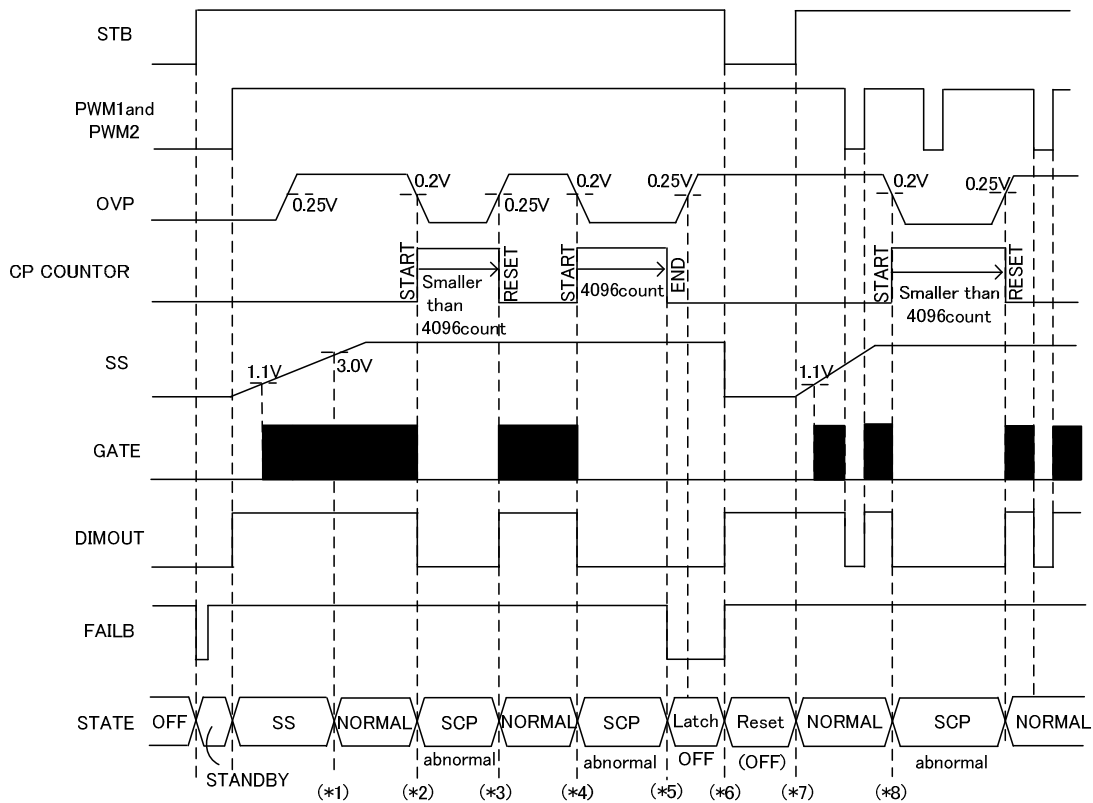 STB
PWM1and
PWM2
OVP
0.25V
0.2V
0.25V
0.2V
0.25V
0.2V
0.25V
CP COUNTOR
START
Smaller
than
4096count
RESET
START
4096count
END
START
Smaller than
4096count
RESET
SS
1.1V
3.0V
1.1V
GATE
DIMOUT
FAILB
STATE
OFF
SS
NORMAL
SCP
NORMAL
SCP
Latch
Reset
NORMAL
SCP
NORMAL
STANDBY
abnormal
abnormal
OFF
(OFF)
abnormal
(*1)
(*2)
(*3)
(*4)
(*5)
(*6)
(*7)
(*8)